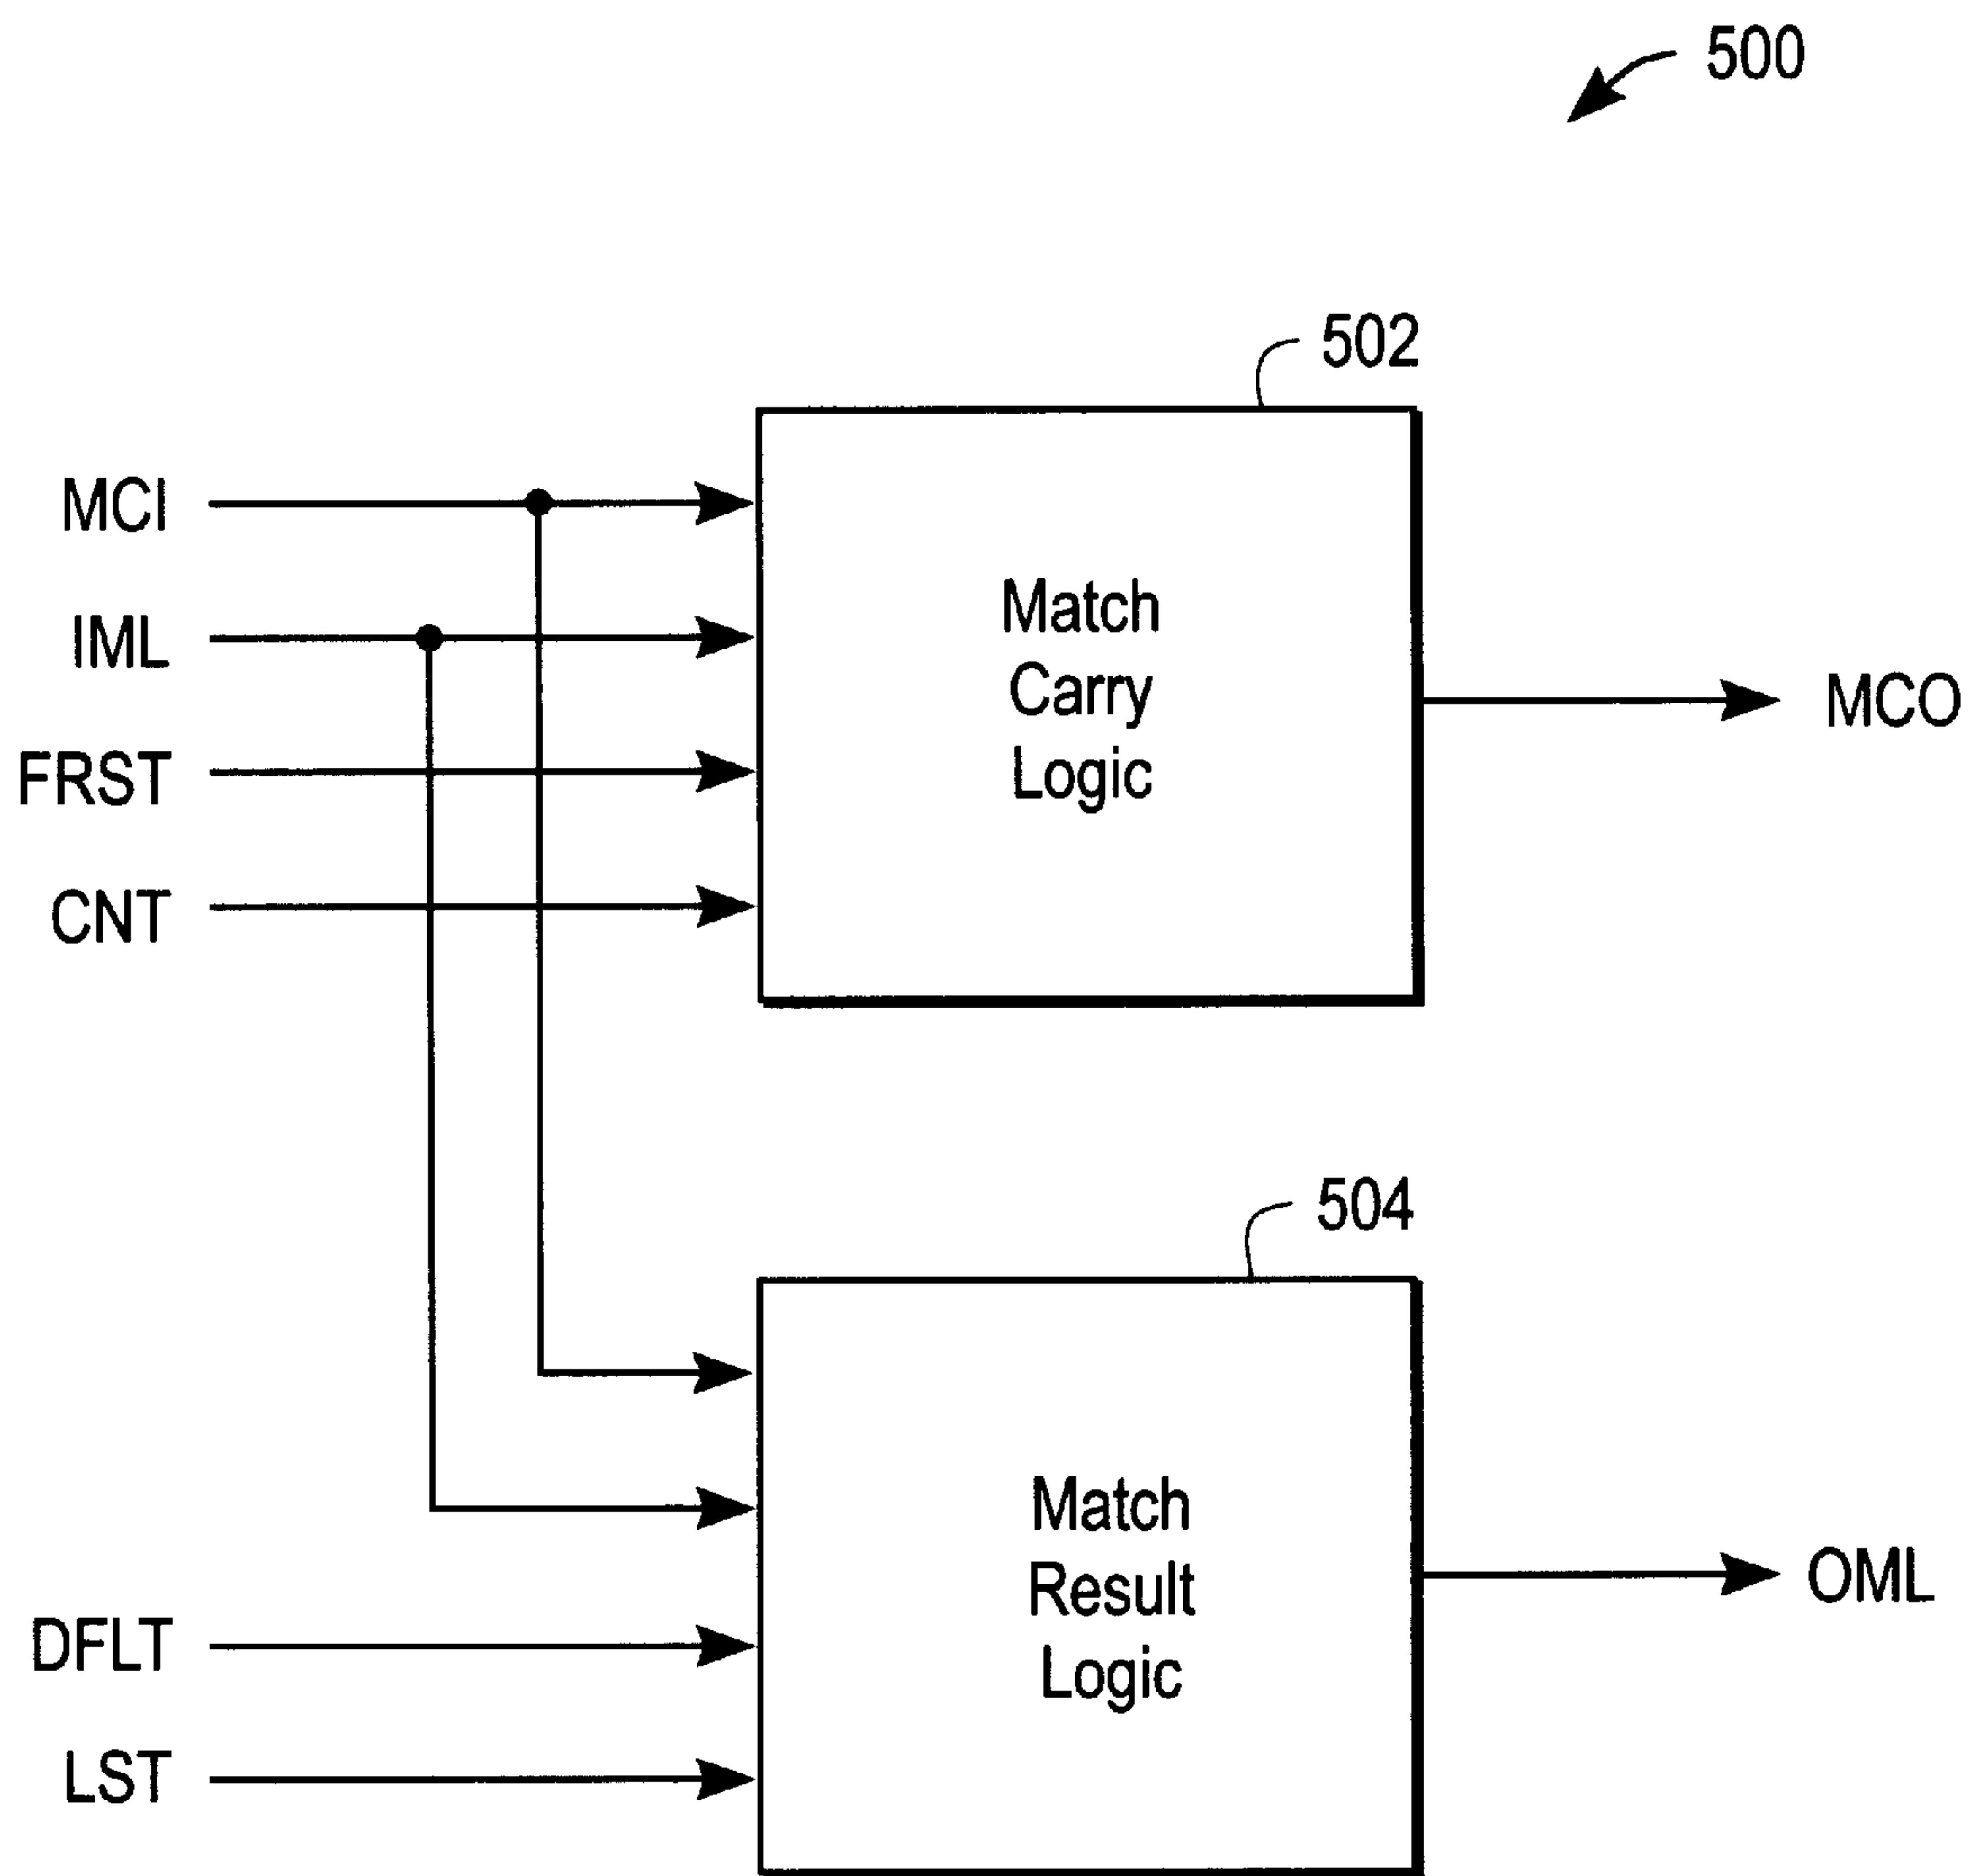 500
502
MCI
IML
FRST
CNT
Match
Carry
Logic
MCO
504
DFLT
LST
Match
Result
Logic
OML